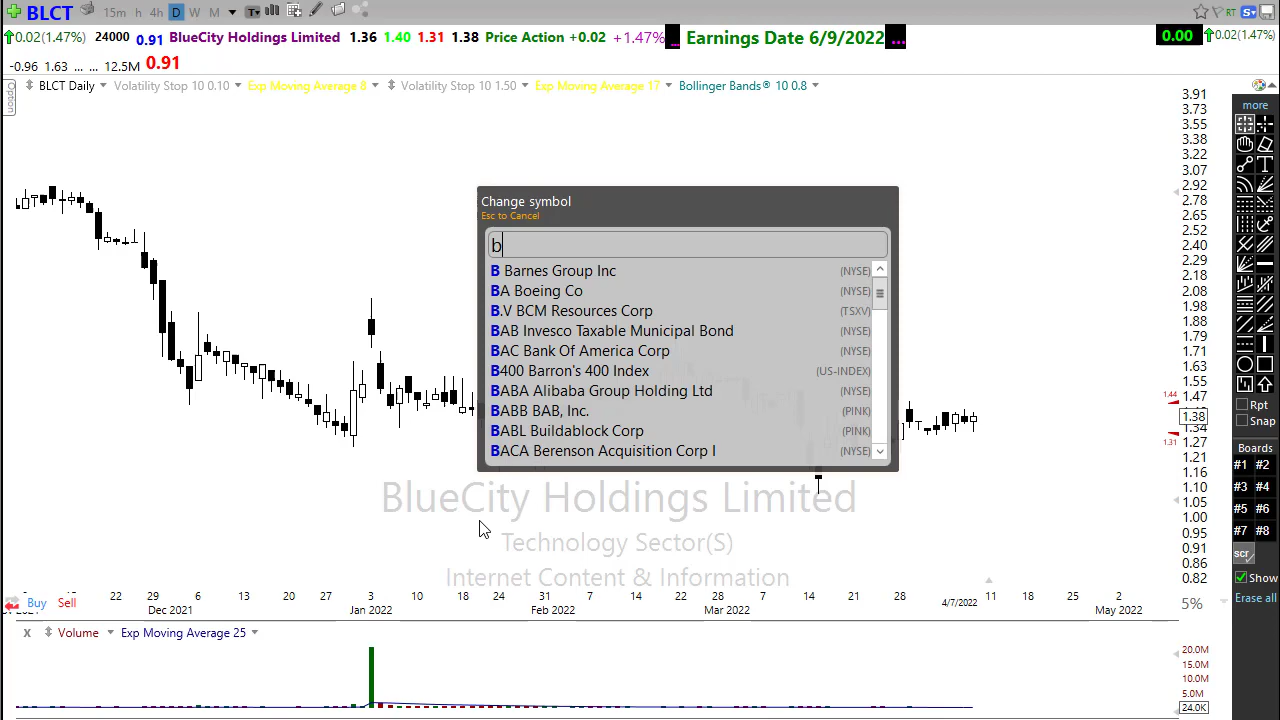 BLCT 15m h 4h D W M T RT S
0.02(1.47%) 24000 0.91 BlueCity Holdings Limited 1.36 1.40 1.31 1.38 Price Action +0.02 +1.47% ... Earnings Date 6/9/2022 ... 0.00 0.02(1.47%)
-0.96 1.63 ... ... 12.5M 0.91
Option BLCT Daily Volatility Stop 10 0.10 Exp Moving Average 8 Volatility Stop 10 1.50 Exp Moving Average 17 Bollinger Bands® 10 0.8
3.91
3.73
3.55
3.38
3.22
3.07
2.92
2.78
2.65
2.52
2.40
2.29
2.18
2.08
1.98
1.88
1.79
1.71
1.63
1.55
1.47
1.38
1.34
1.27
1.21
1.16
1.10
1.05
1.00
0.95
0.91
0.86
0.82
1.44
1.31
more
T
Rpt
Snap
Boards
#1 #2
#3 #4
#5 #6
#7 #8
scr
Show
Erase all
Change symbol
Esc to Cancel
b
B Barnes Group Inc (NYSE)
BA Boeing Co (NYSE)
B.V BCM Resources Corp (TSXV)
BAB Invesco Taxable Municipal Bond (NYSE)
BAC Bank Of America Corp (NYSE)
B400 Barron's 400 Index (US-INDEX)
BABA Alibaba Group Holding Ltd (NYSE)
BABB BAB, Inc. (PINK)
BABL Buildablock Corp (PINK)
BACA Berenson Acquisition Corp I (NYSE)
BlueCity Holdings Limited
Technology Sector(S)
Internet Content & Information
Buy Sell 22 29 6 13 20 27 3 10 18 24 31 7 14 22 28 7 14 21 28 11 18 25 2 5%
Dec 2021 Jan 2022 Feb 2022 Mar 2022 4/7/2022 May 2022
X Volume Exp Moving Average 25
20.0M
15.0M
10.0M
5.0M
24.0K